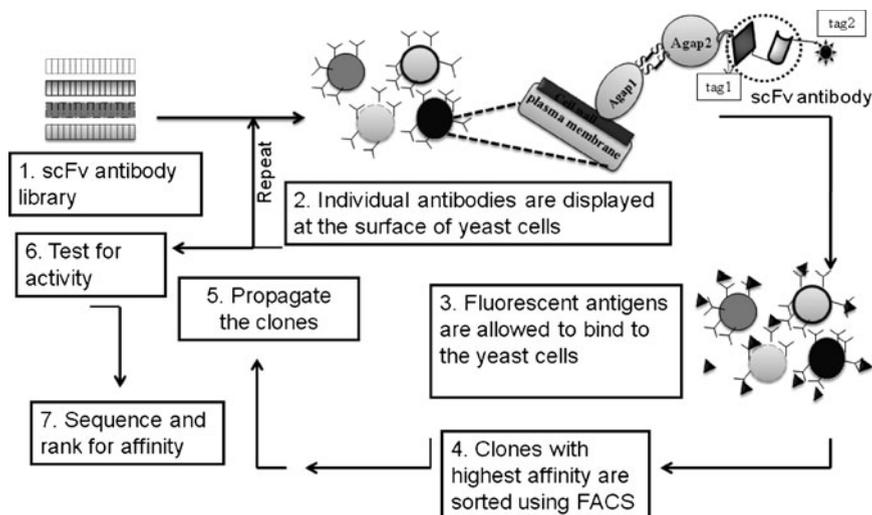 1. scFv antibody
library
Repeat
Agap1
Agap2
Cell wall
plasma membrane
tag1
tag2
scFv antibody
2. Individual antibodies are displayed
at the surface of yeast cells
3. Fluorescent antigens
are allowed to bind to
the yeast cells
4. Clones with
highest affinity are
sorted using FACS
5. Propagate
the clones
6. Test for
activity
7. Sequence and
rank for affinity